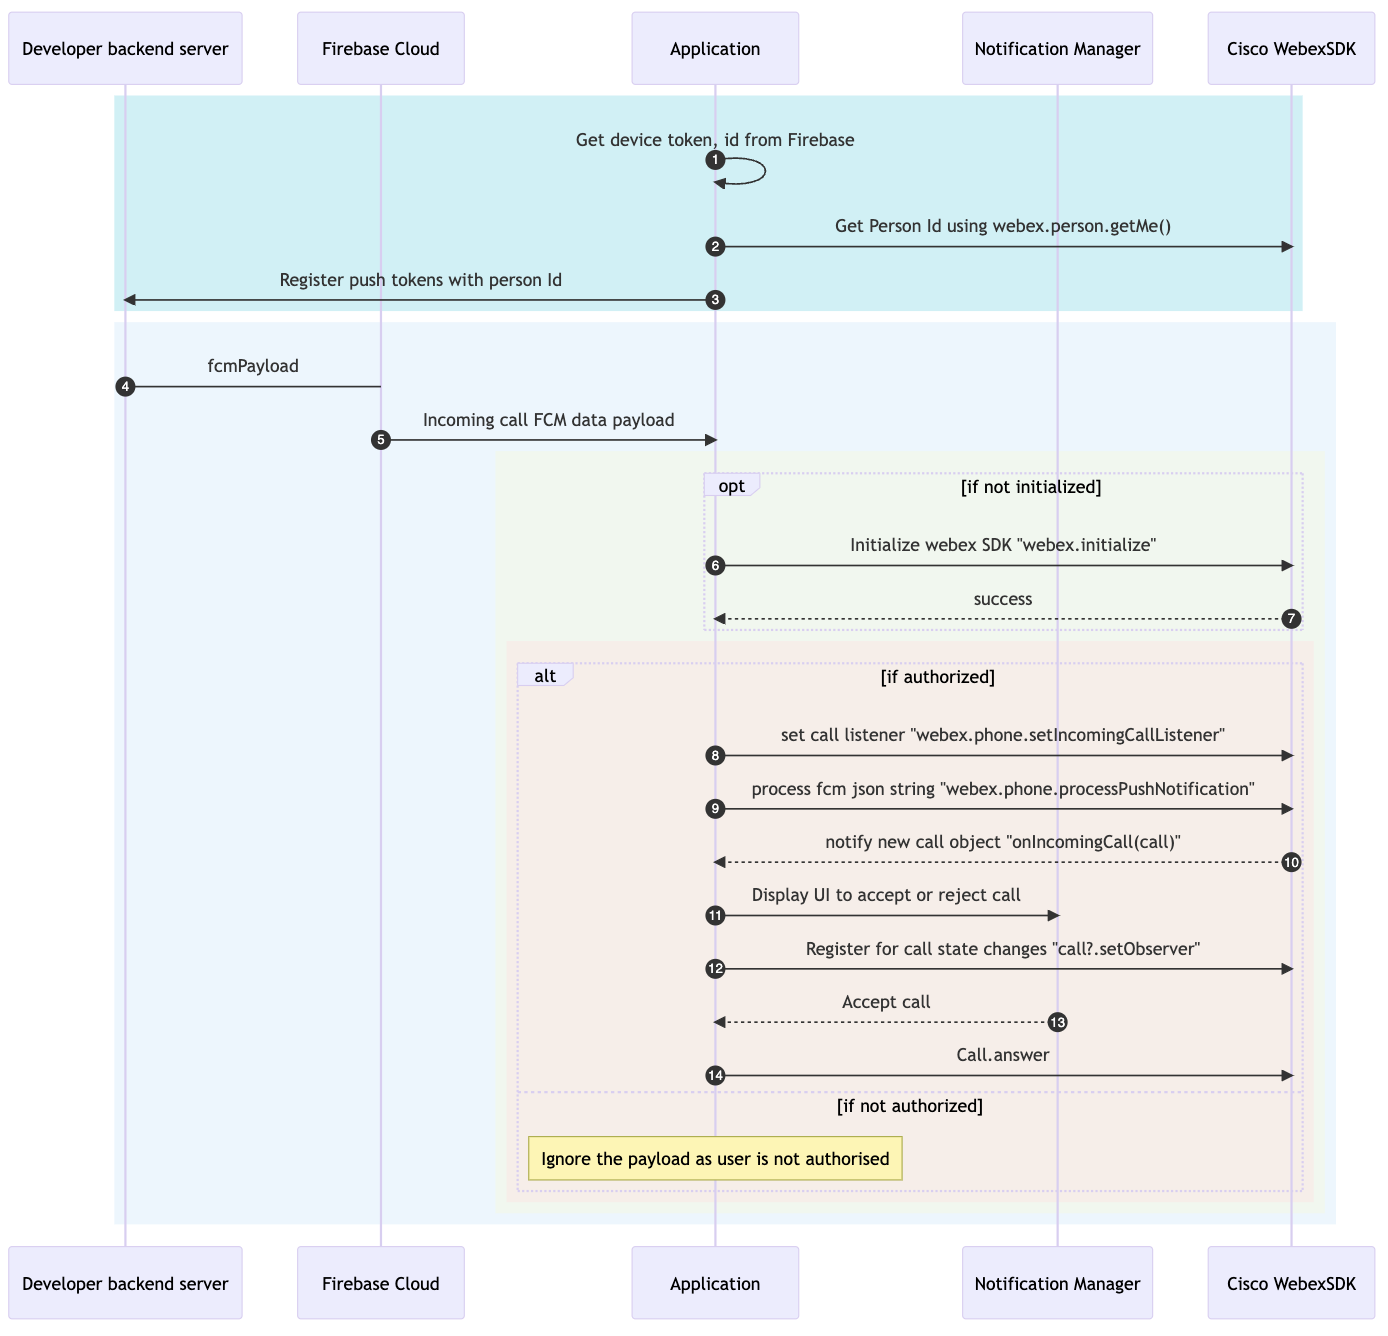 Developer backend server
Firebase Cloud
Application
Notification Manager
Cisco WebexSDK
Get device token, id from Firebase
1
Get Person Id using webex.person.getMe()
2
Register push tokens with person Id
3
fcmPayload
4
Incoming call FCM data payload
5
opt
[if not initialized]
Initialize webex SDK "webex.initialize"
6
success
7
alt
[if authorized]
set call listener "webex.phone.setIncomingCallListener"
8
process fcm json string "webex.phone.processPushNotification"
9
notify new call object "onIncomingCall(call)"
10
Display UI to accept or reject call
11
Register for call state changes "call?.setObserver"
12
Accept call
13
Call.answer
14
[if not authorized]
Ignore the payload as user is not authorised
Developer backend server
Firebase Cloud
Application
Notification Manager
Cisco WebexSDK